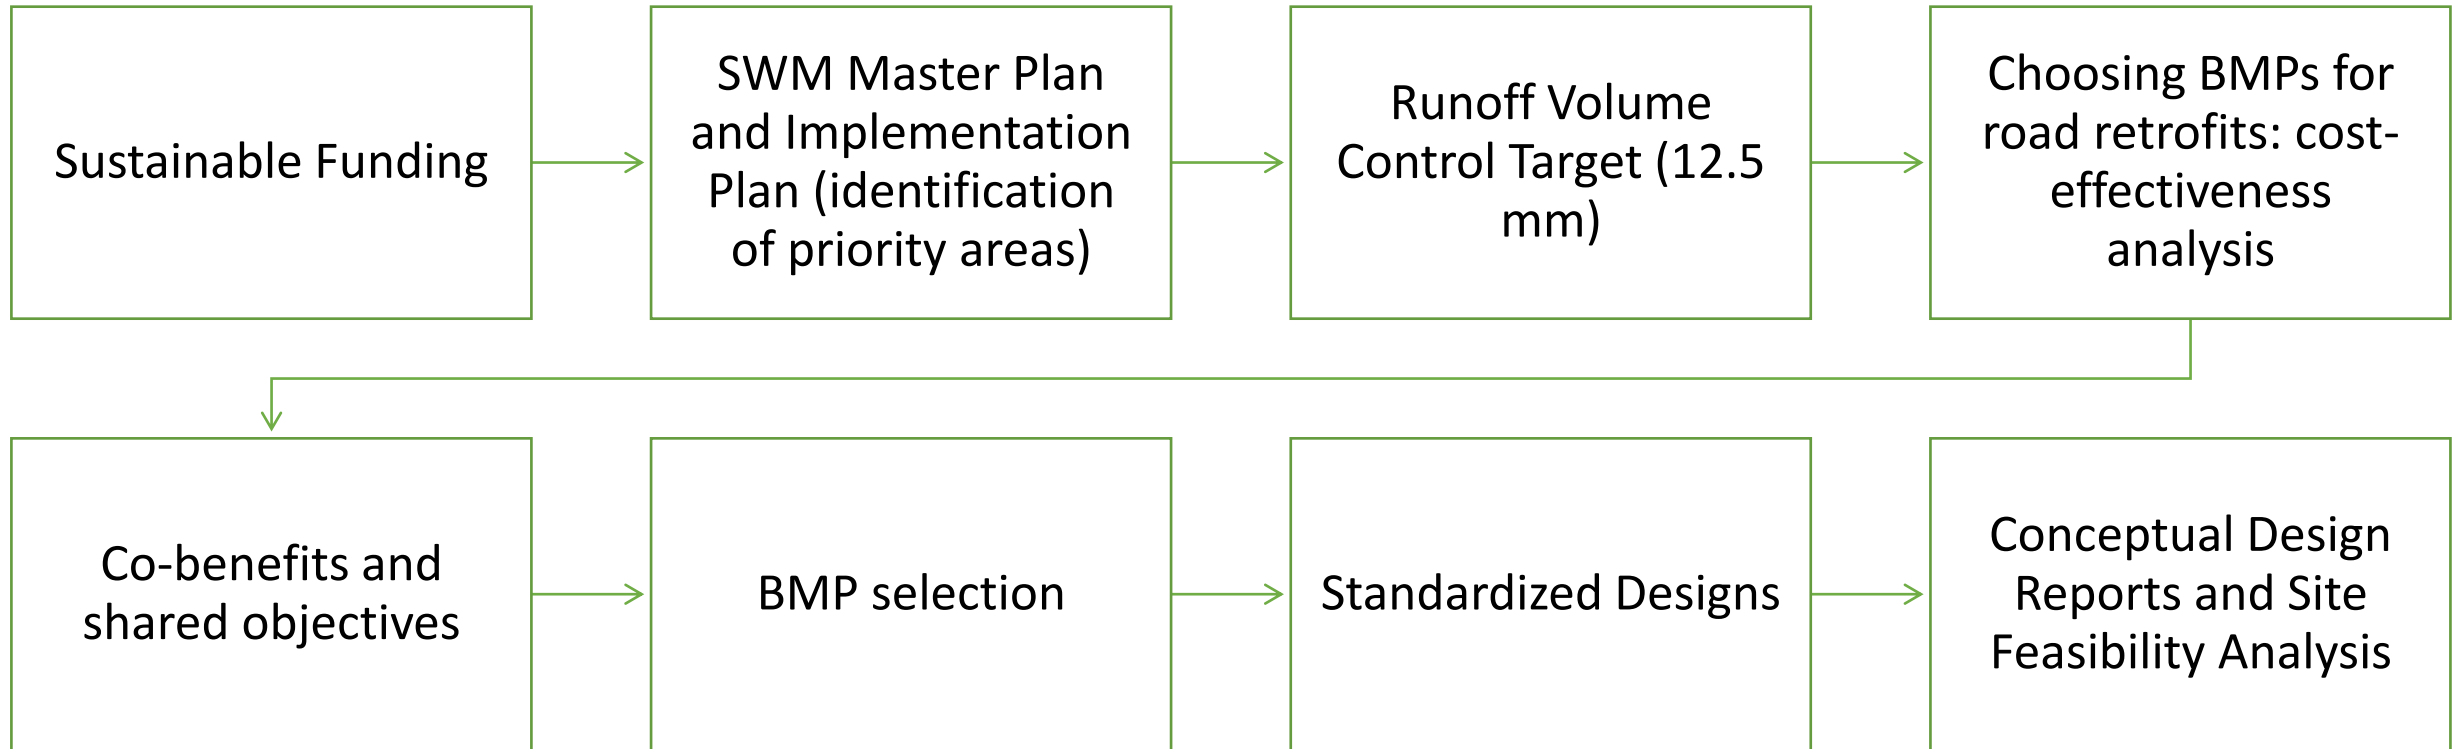 Sustainable Funding
SWM Master Plan
and Implementation
Plan (identification
of priority areas)
Runoff Volume
Control Target (12.5
mm)
Choosing BMPs for
road retrofits: cost-
effectiveness
analysis
Co-benefits and
shared objectives
BMP selection
Standardized Designs
Conceptual Design
Reports and Site
Feasibility Analysis